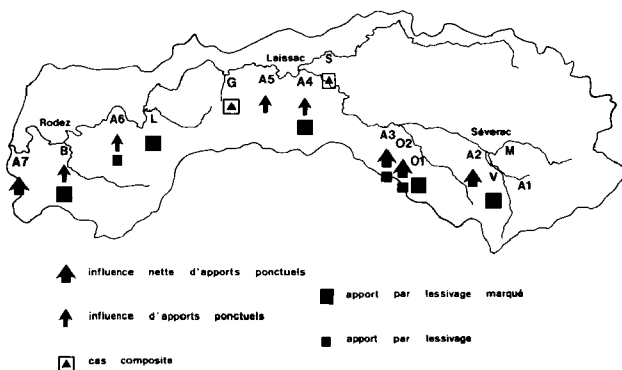 Laissac S
G A5 A4
Rodez A6 L
A3 O2 Séverac
A7 B O1 A2 M
V A1
influence nette d'apports ponctuels
apport par lessivage marqué
influence d'apports ponctuels
apport par lessivage
cas composite